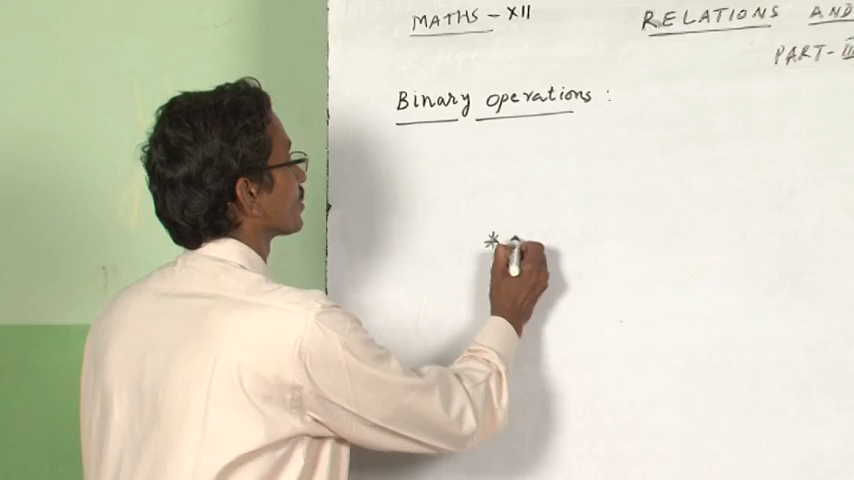 MATHS - XII
RELATIONS AND
PART- III
Binary operations :
*